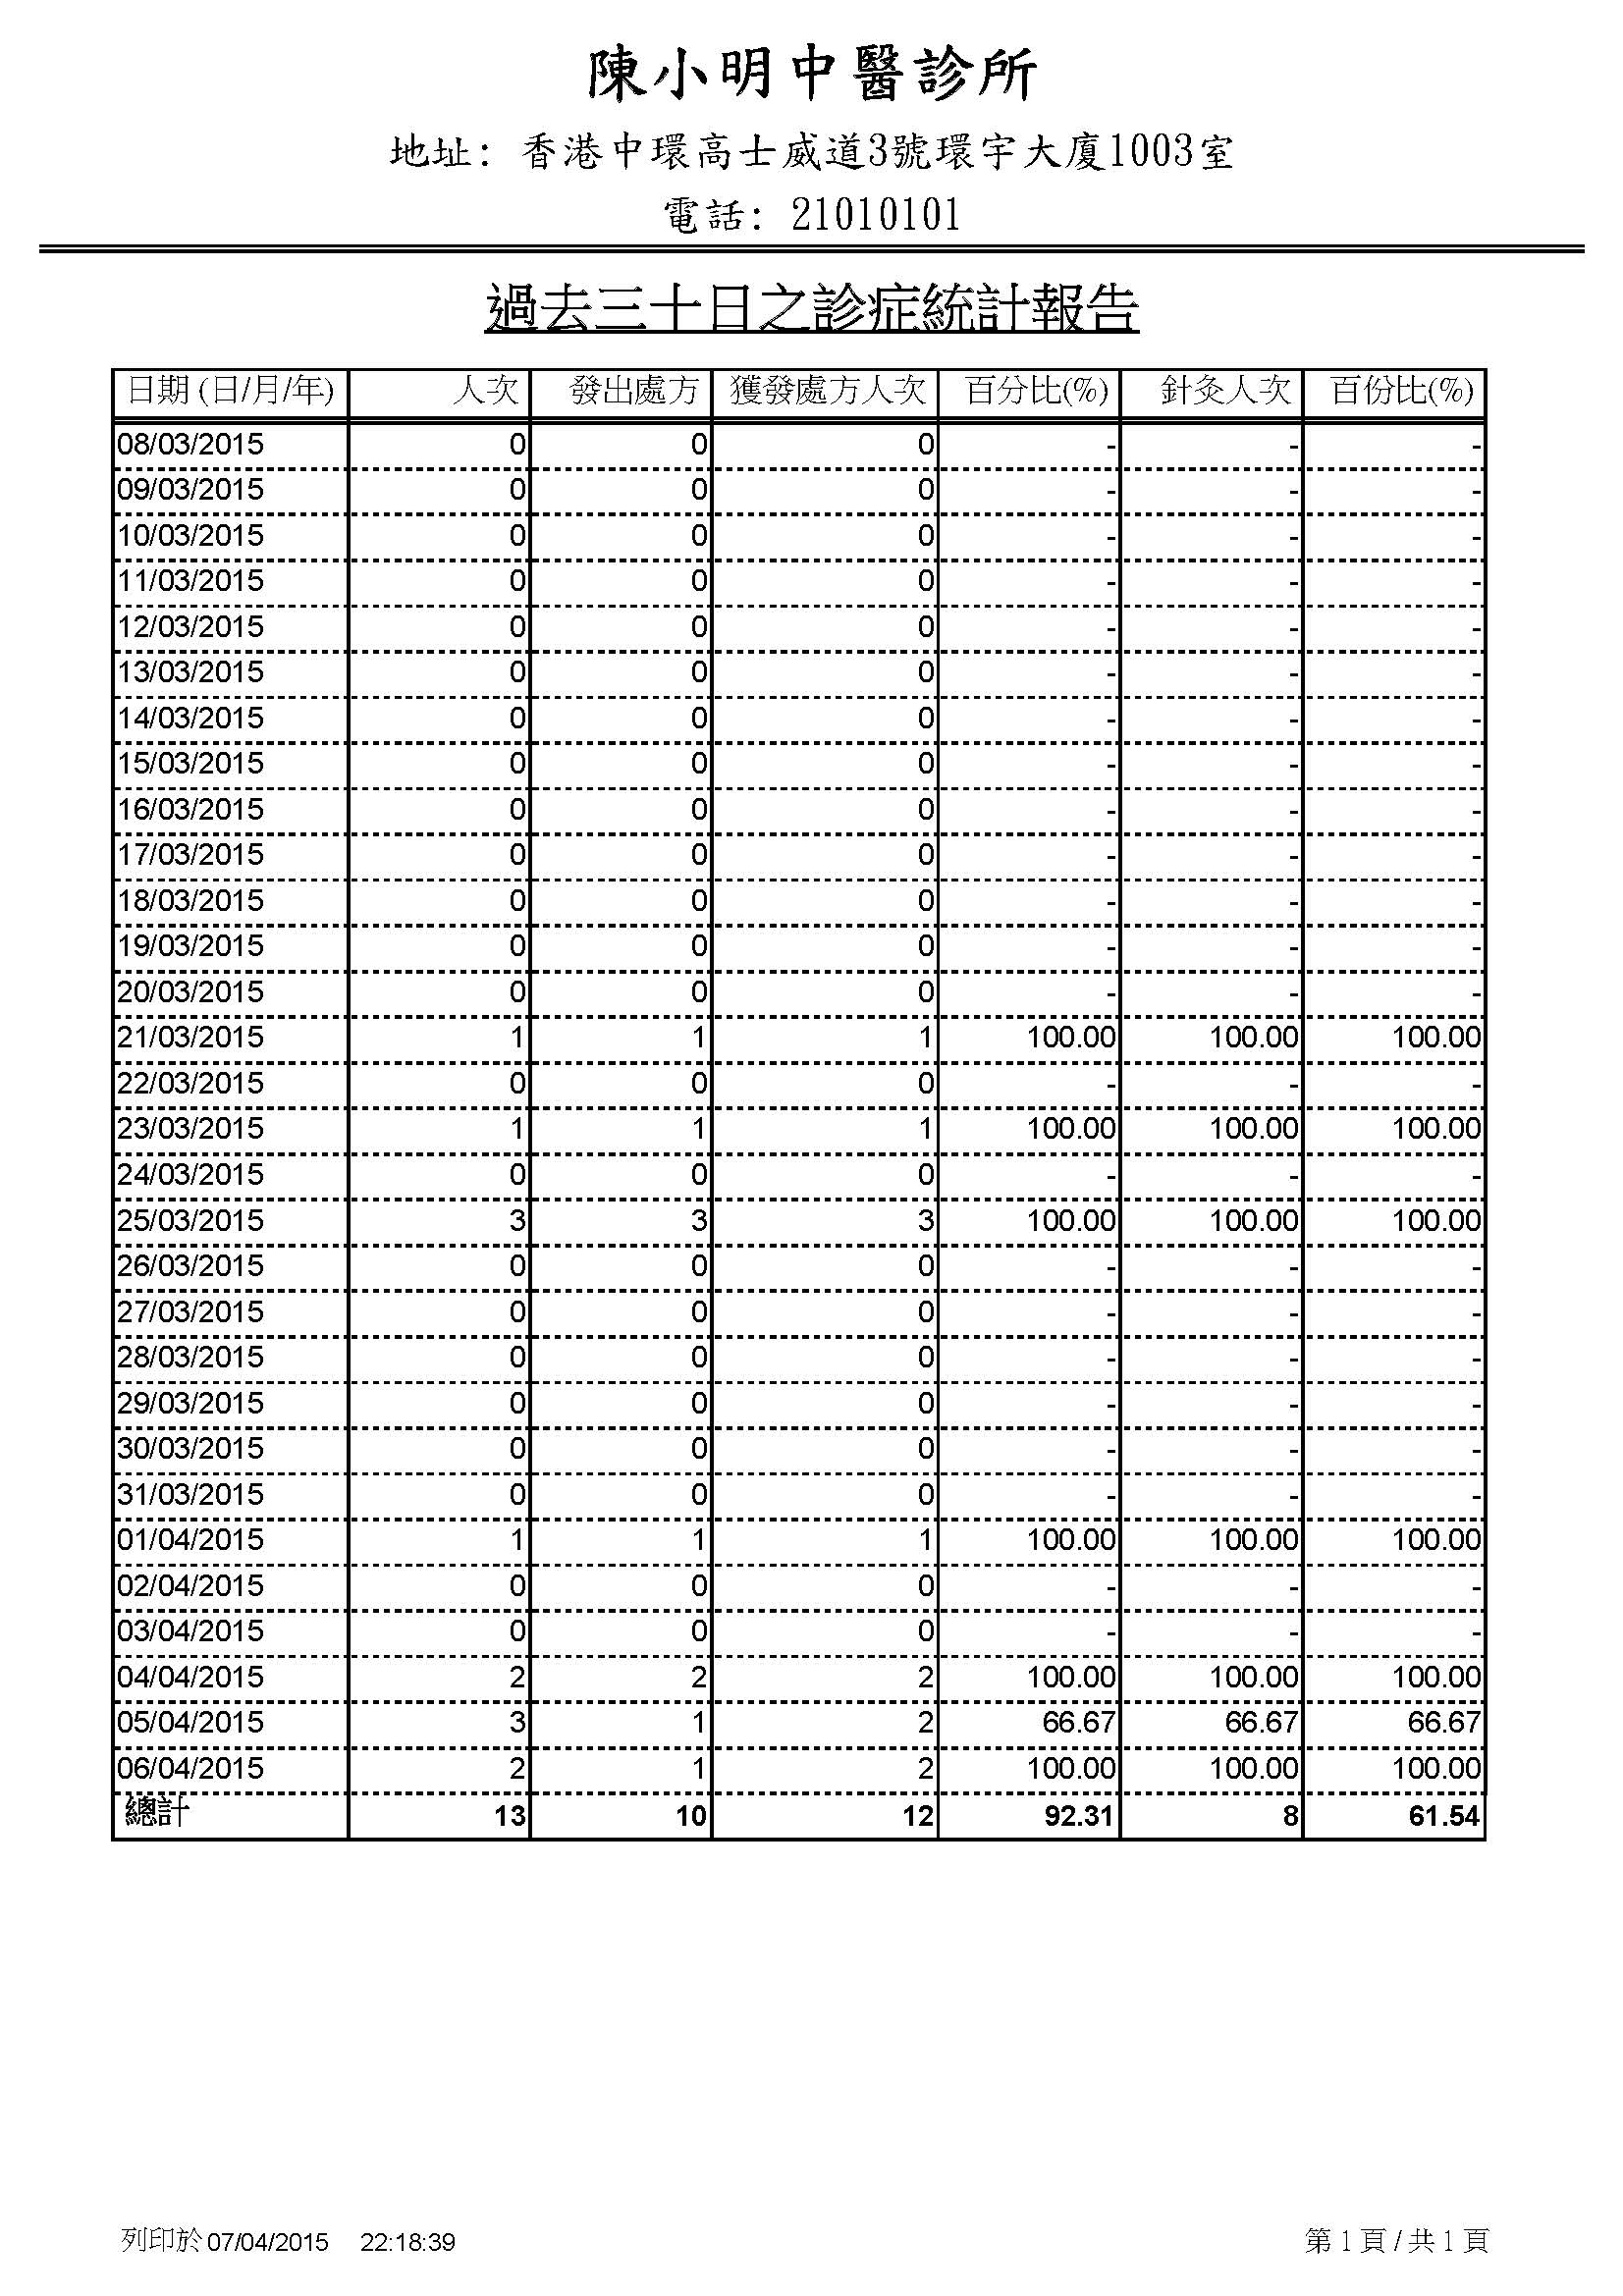 陳小明中醫診所
地址: 香港中環高士威道3號環宇大廈1003室
電話: 21010101
過去三十日之診症統計報告
日期 (日/月/年) 人次 發出處方 獲發處方人次 百分比(%) 針灸人次 百份比(%)
08/03/2015 0 0 0 - - -
09/03/2015 0 0 0 - - -
10/03/2015 0 0 0 - - -
11/03/2015 0 0 0 - - -
12/03/2015 0 0 0 - - -
13/03/2015 0 0 0 - - -
14/03/2015 0 0 0 - - -
15/03/2015 0 0 0 - - -
16/03/2015 0 0 0 - - -
17/03/2015 0 0 0 - - -
18/03/2015 0 0 0 - - -
19/03/2015 0 0 0 - - -
20/03/2015 0 0 0 - - -
21/03/2015 1 1 1 100.00 100.00 100.00
22/03/2015 0 0 0 - - -
23/03/2015 1 1 1 100.00 100.00 100.00
24/03/2015 0 0 0 - - -
25/03/2015 3 3 3 100.00 100.00 100.00
26/03/2015 0 0 0 - - -
27/03/2015 0 0 0 - - -
28/03/2015 0 0 0 - - -
29/03/2015 0 0 0 - - -
30/03/2015 0 0 0 - - -
31/03/2015 0 0 0 - - -
01/04/2015 1 1 1 100.00 100.00 100.00
02/04/2015 0 0 0 - - -
03/04/2015 0 0 0 - - -
04/04/2015 2 2 2 100.00 100.00 100.00
05/04/2015 3 1 2 66.67 66.67 66.67
06/04/2015 2 1 2 100.00 100.00 100.00
總計 13 10 12 92.31 8 61.54
列印於 07/04/2015 22:18:39 第 1 頁 / 共 1 頁